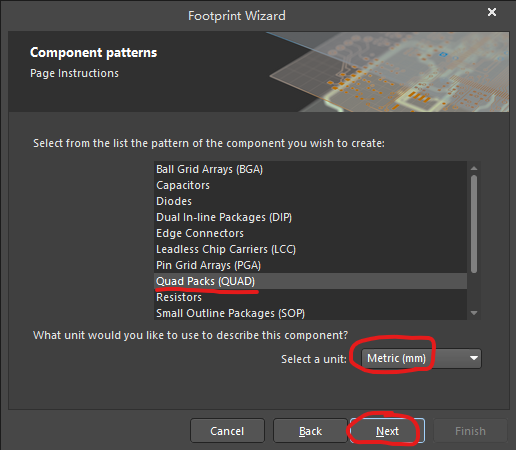 Footprint Wizard
Component patterns
Page Instructions
Select from the list the pattern of the component you wish to create:
Ball Grid Arrays (BGA)
Capacitors
Diodes
Dual In-line Packages (DIP)
Edge Connectors
Leadless Chip Carriers (LCC)
Pin Grid Arrays (PGA)
Quad Packs (QUAD)
Resistors
Small Outline Packages (SOP)
What unit would you like to use to describe this component?
Select a unit: Metric (mm)
Cancel Back Next Finish